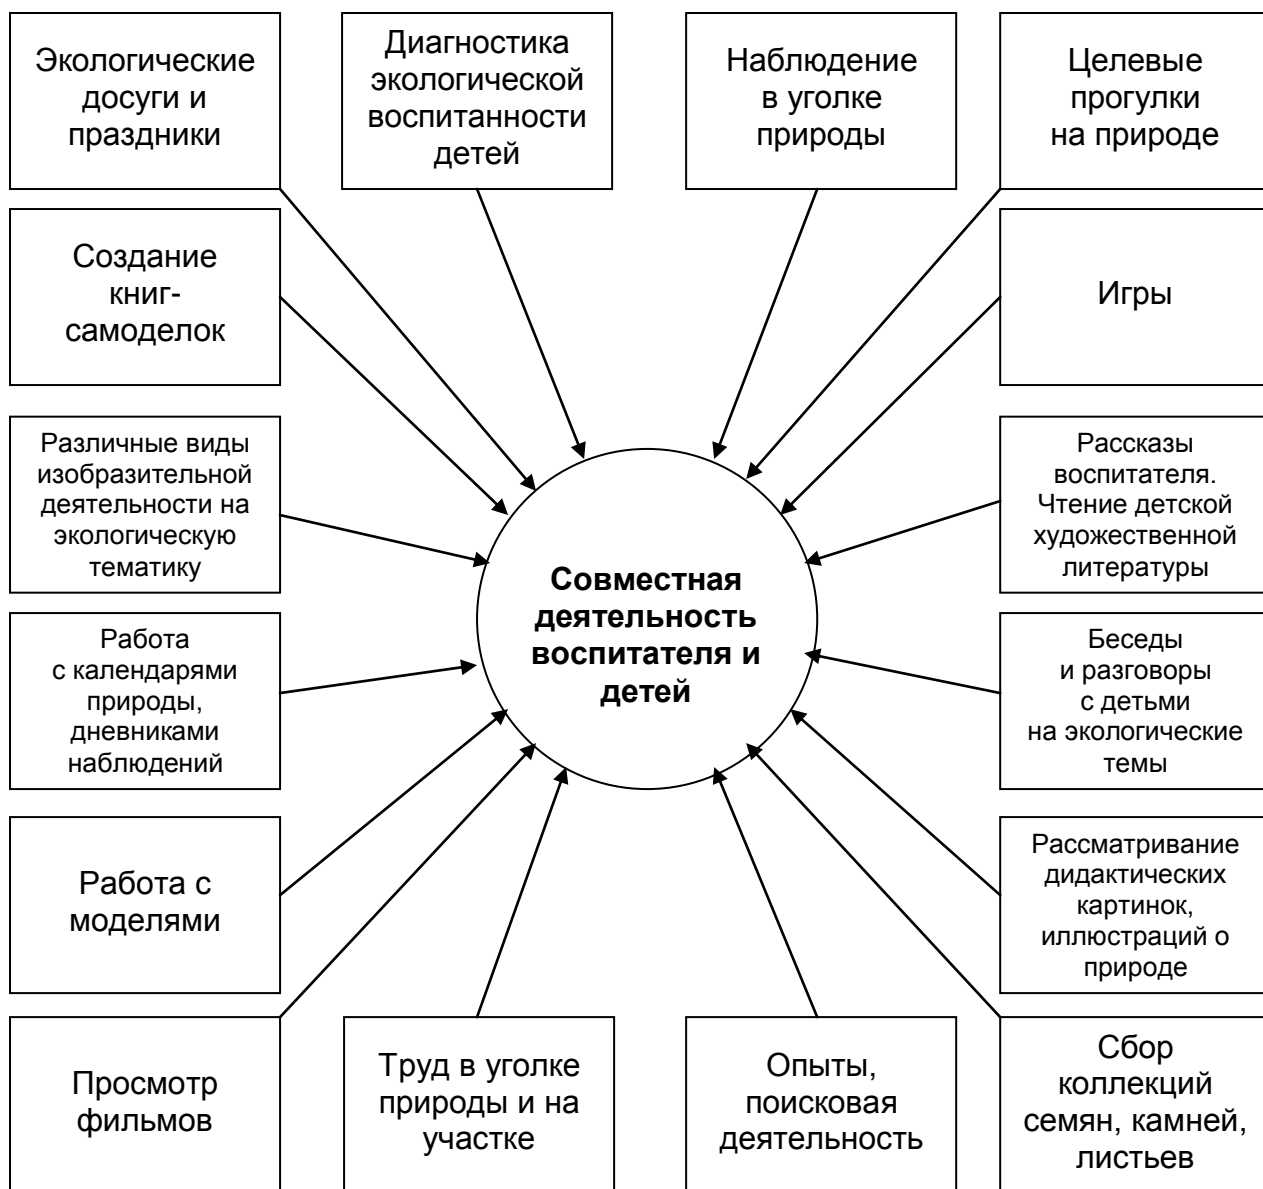 Экологические
досуги и
праздники
Диагностика
экологической
воспитанности
детей
Наблюдение
в уголке
природы
Целевые
прогулки
на природе
Создание
книг-
самоделок
Игры
Различные виды
изобразительной
деятельности на
экологическую
тематику
Рассказы
воспитателя.
Чтение детской
художественной
литературы
Совместная
деятельность
воспитателя и
детей
Работа
с календарями
природы,
дневниками
наблюдений
Беседы
и разговоры
с детьми
на экологические
темы
Работа с
моделями
Рассматривание
дидактических
картинок,
иллюстраций о
природе
Просмотр
фильмов
Труд в уголке
природы и на
участке
Опыты,
поисковая
деятельность
Сбор
коллекций
семян, камней,
листьев